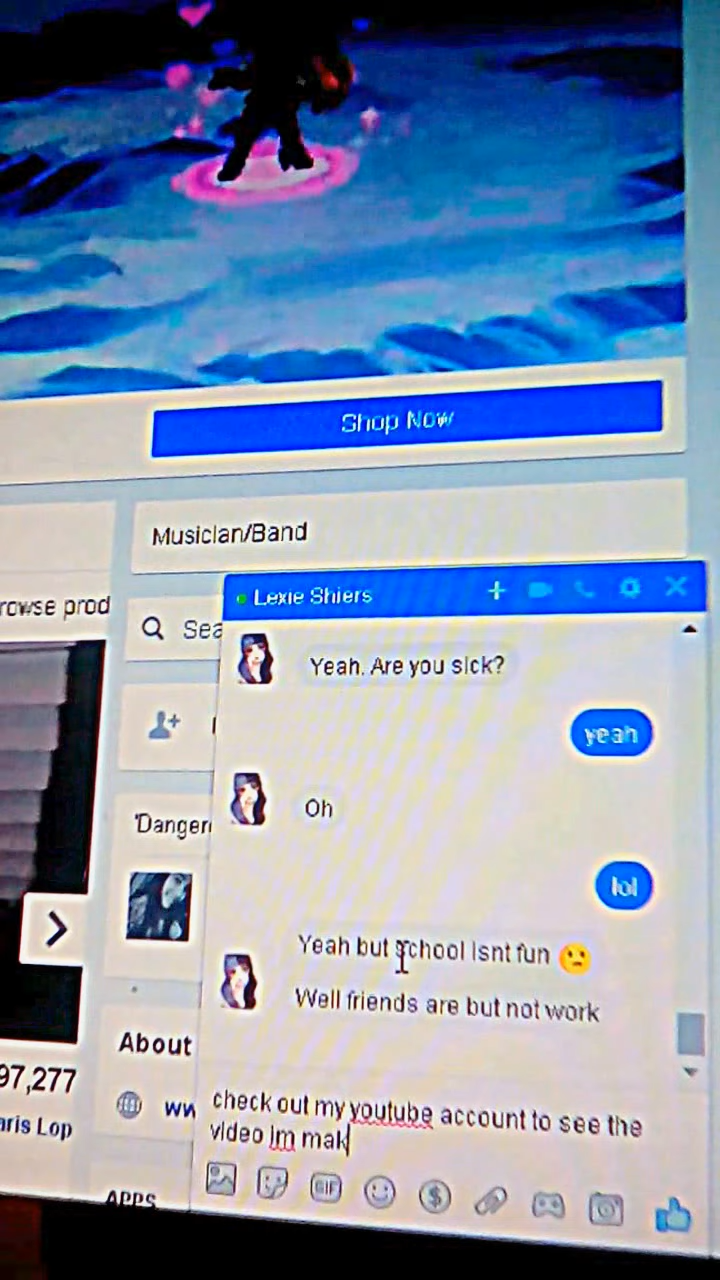 Shop Now
Musician/Band
rowse prod
Lexie Shiers
Sea
Yeah. Are you sick?
yeah
Oh
'Danger
lol
Yeah but school isnt fun
Well friends are but not work
About
97,277
ww
aris Lop
check out my youtube account to see the
video im mak
GIF
$
APPS